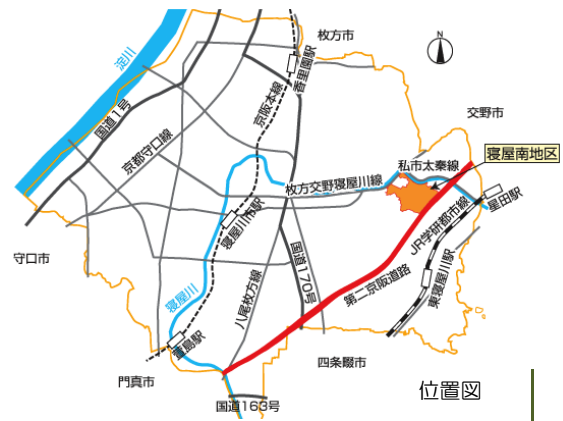 枚方市
淀川
香里園駅
国道1号
京阪本線
交野市
京都守口線
寝屋南地区
私市太秦線
枚方交野寝屋川線
星田駅
寝屋川市駅
JR学研都市線
守口市
国道170号
東寝屋川駅
寝屋川
八尾枚方線
第二京阪道路
萱島駅
四条畷市
門真市
位置図
国道163号